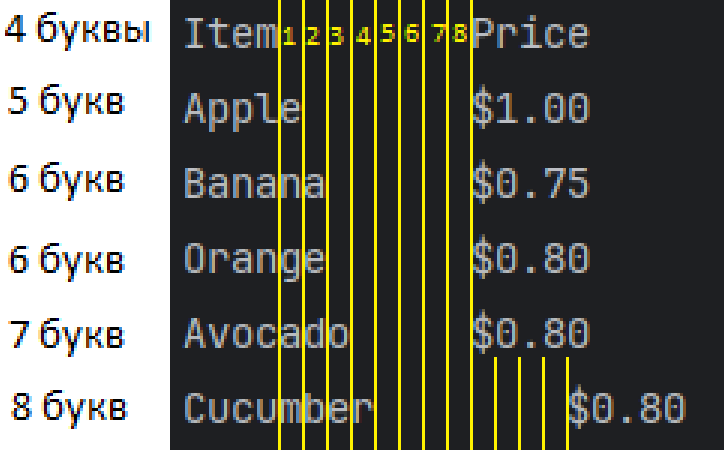 4 буквы Item 1 2 3 4 5 6 7 8 Price
5 букв Apple $1.00
6 букв Banana $0.75
6 букв Orange $0.80
7 букв Avocado $0.80
8 букв Cucumber $0.80